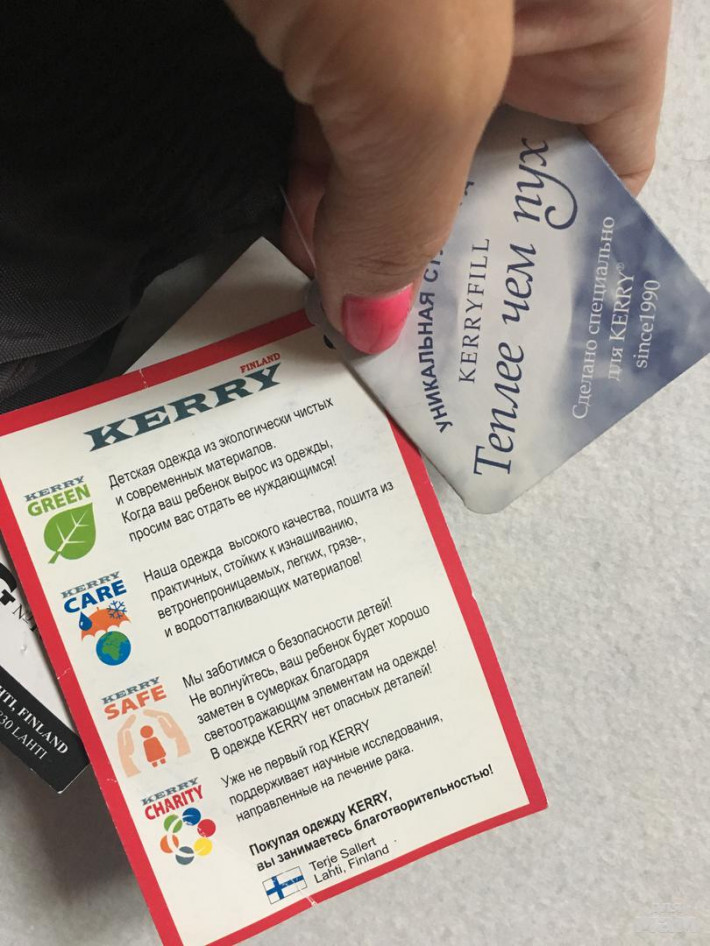 УНИКАЛЬНАЯ
KERRYFILL
Теплее чем пух
Сделано специально
для KERRY®
since1990
FINLAND
KERRY
KERRY
GREEN
Детская одежда из экологически чистых
и современных материалов.
Когда ваш ребенок вырос из одежды,
просим вас отдать ее нуждающимся!
KERRY
CARE
Наша одежда высокого качества, пошита из
практичных, стойких к изнашиванию,
ветронепроницаемых, легких, грязе-,
и водоотталкивающих материалов!
KERRY
SAFE
Мы заботимся о безопасности детей!
Не волнуйтесь, ваш ребенок будет хорошо
заметен в сумерках благодаря
светоотражающим элементам на одежде!
В одежде KERRY нет опасных деталей!
KERRY
CHARITY
Уже не первый год KERRY
поддерживает научные исследования,
направленные на лечение рака.
Покупая одежду KERRY,
вы занимаетесь благотворительностью!
Terje Sallert
Lahti, Finland
FINLAND
LAHTI